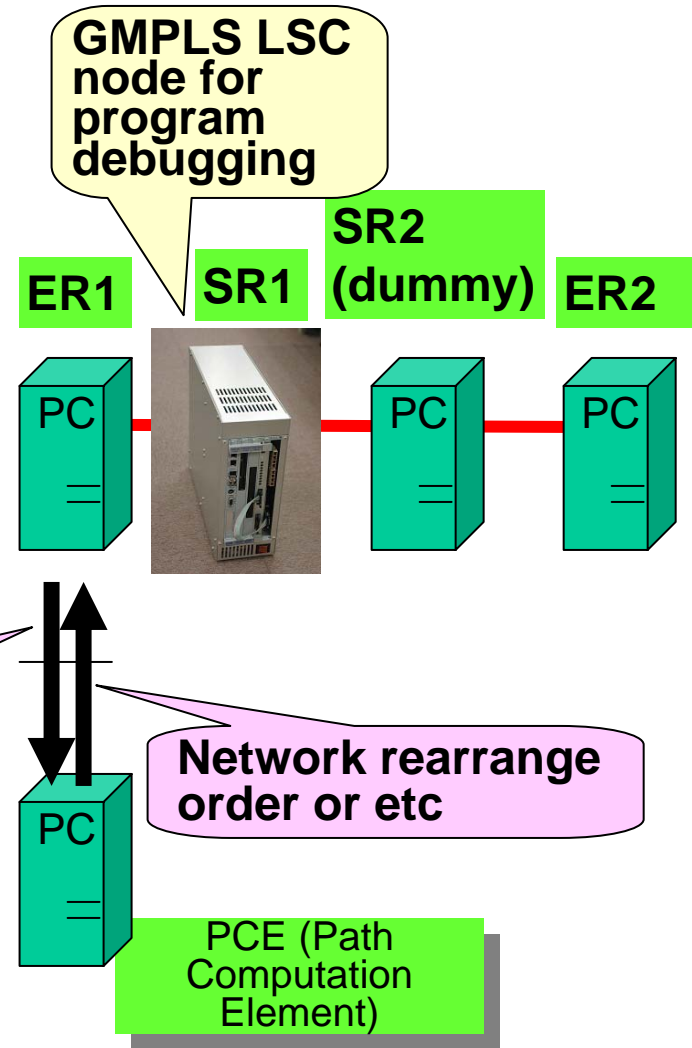 GMPLS LSC
node for
program
debugging
SR2
(dummy)
ER1
SR1
ER2
PC
PC
PC
Network rearrange
order or etc
PC
PCE (Path
Computation
Element)